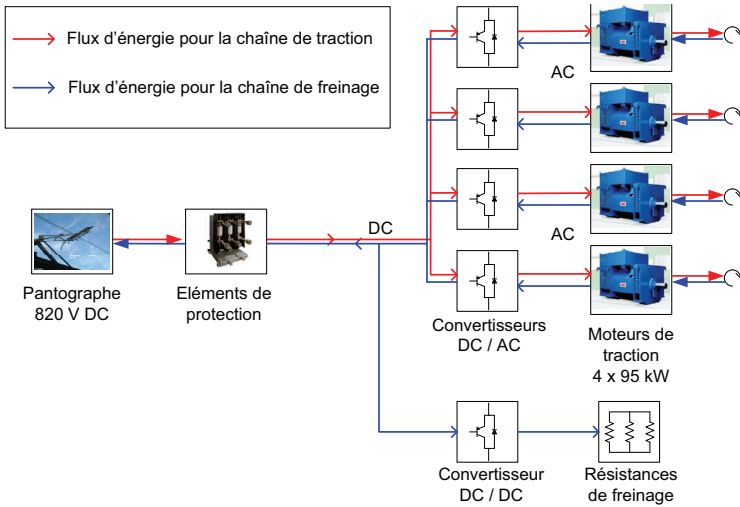 Flux d'énergie pour la chaîne de traction
Flux d'énergie pour la chaîne de freinage
AC
DC
AC
Pantographe
820 V DC
Eléments de
protection
Convertisseurs
DC / AC
Moteurs de
traction
4 x 95 kW
Convertisseur
DC / DC
Résistances
de freinage